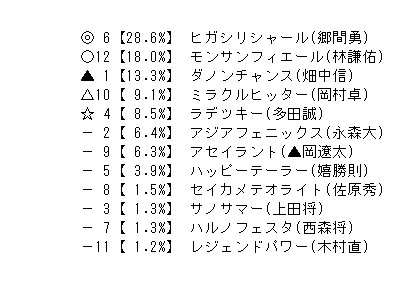 ◎ 6【28.6%】 ヒガシリシャール(郷間勇)
○12【18.0%】 モンサンフィエール(林謙佑)
▲ 1【13.3%】 ダノンチャンス(畑中信)
△10【 9.1%】 ミラクルヒッター(岡村卓)
☆ 4【 8.5%】 ラデツキー(多田誠)
－ 2【 6.4%】 アジアフェニックス(永森大)
－ 9【 6.3%】 アセイラント(▲岡遼太)
－ 5【 3.9%】 ハッピーテーラー(嬉勝則)
－ 8【 1.5%】 セイカメテオライト(佐原秀)
－ 3【 1.3%】 サノサマー(上田将)
－ 7【 1.3%】 ハルノフェスタ(西森将)
－11【 1.2%】 レジェンドパワー(木村直)